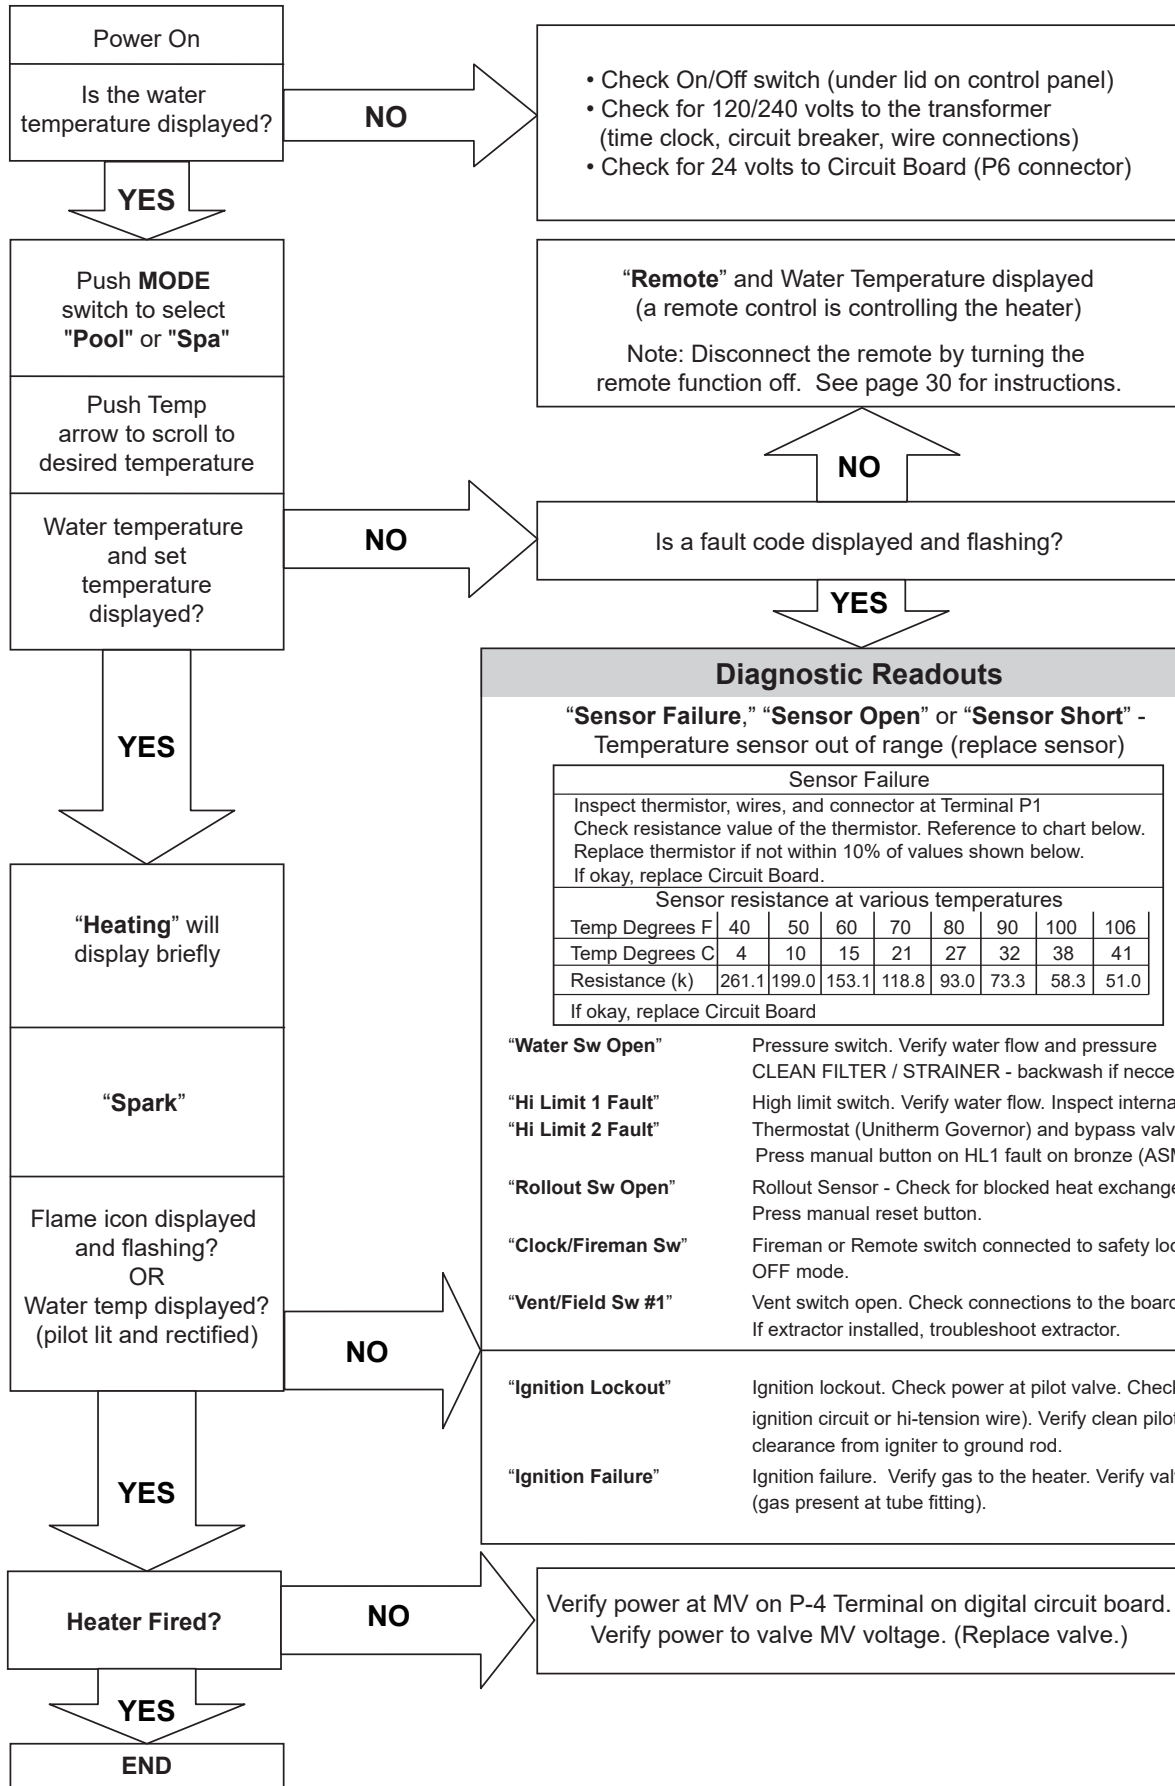 Power On
Is the water
temperature displayed?
NO
• Check On/Off switch (under lid on control panel)
• Check for 120/240 volts to the transformer
(time clock, circuit breaker, wire connections)
• Check for 24 volts to Circuit Board (P6 connector)
YES
Push MODE
switch to select
"Pool" or "Spa"
Push Temp
arrow to scroll to
desired temperature
Water temperature
and set
temperature
displayed?
NO
Is a fault code displayed and flashing?
NO
“Remote” and Water Temperature displayed
(a remote control is controlling the heater)
Note: Disconnect the remote by turning the
remote function off. See page 30 for instructions.
YES
Diagnostic Readouts
“Sensor Failure,” “Sensor Open” or “Sensor Short” -
Temperature sensor out of range (replace sensor)
Sensor Failure
Inspect thermistor, wires, and connector at Terminal P1
Check resistance value of the thermistor. Reference to chart below.
Replace thermistor if not within 10% of values shown below.
If okay, replace Circuit Board.
Sensor resistance at various temperatures
Temp Degrees F 40 50 60 70 80 90 100 106
Temp Degrees C 4 10 15 21 27 32 38 41
Resistance (k) 261.1 199.0 153.1 118.8 93.0 73.3 58.3 51.0
If okay, replace Circuit Board
“Water Sw Open” Pressure switch. Verify water flow and pressure
CLEAN FILTER / STRAINER - backwash if necce
“Hi Limit 1 Fault” High limit switch. Verify water flow. Inspect interna
“Hi Limit 2 Fault” Thermostat (Unitherm Governor) and bypass valv
Press manual button on HL1 fault on bronze (ASM
“Rollout Sw Open” Rollout Sensor - Check for blocked heat exchange
Press manual reset button.
“Clock/Fireman Sw” Fireman or Remote switch connected to safety loc
OFF mode.
“Vent/Field Sw #1” Vent switch open. Check connections to the board
If extractor installed, troubleshoot extractor.
“Ignition Lockout” Ignition lockout. Check power at pilot valve. Check
ignition circuit or hi-tension wire). Verify clean pilot
clearance from igniter to ground rod.
“Ignition Failure” Ignition failure. Verify gas to the heater. Verify val
(gas present at tube fitting).
YES
“Heating” will
display briefly
“Spark”
Flame icon displayed
and flashing?
OR
Water temp displayed?
(pilot lit and rectified)
NO
YES
Heater Fired?
NO
Verify power at MV on P-4 Terminal on digital circuit board.
Verify power to valve MV voltage. (Replace valve.)
YES
END